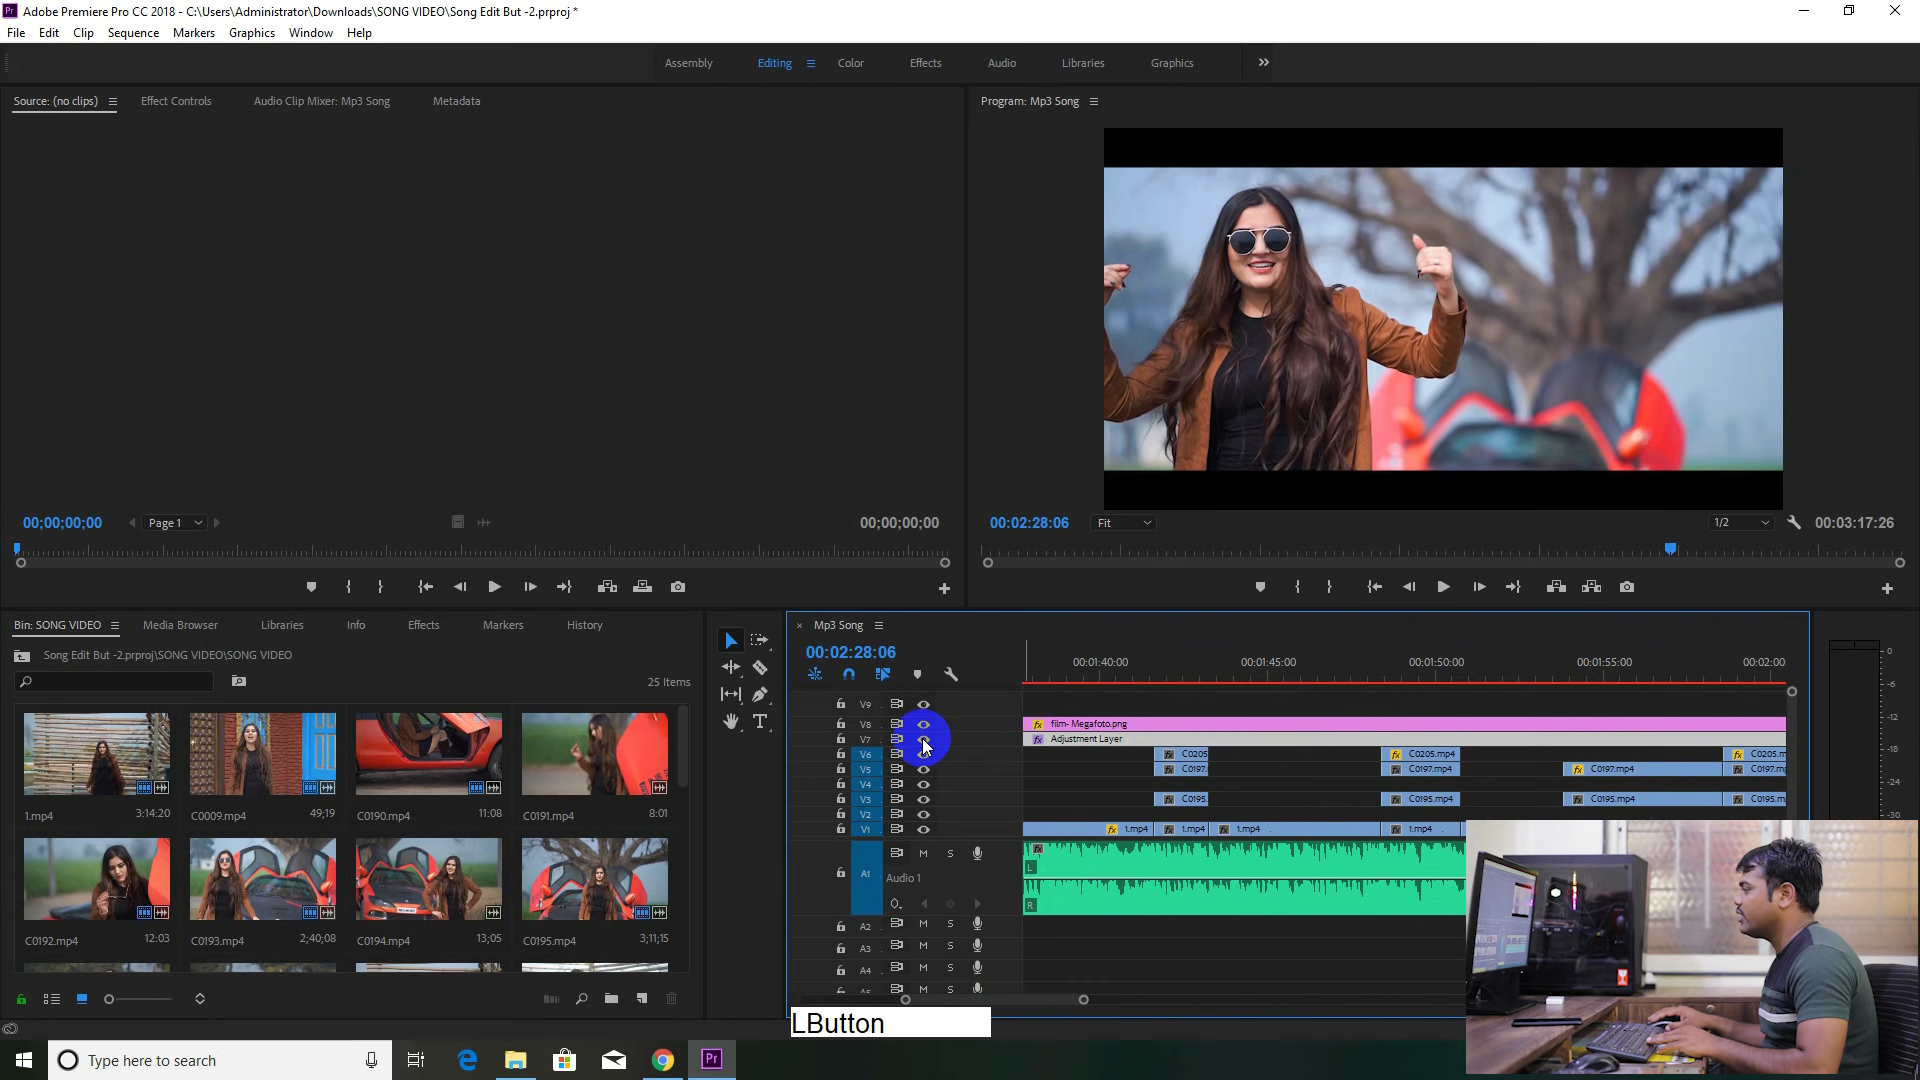 Adobe Premiere Pro CC 2018 - C:\Users\Administrator\Downloads\SONG VIDEO\Song Edit But -2.prproj *
File Edit Clip Sequence Markers Graphics Window Help
Assembly Editing Color Effects Audio Libraries Graphics
Source: (no clips) Effect Controls Audio Clip Mixer: Mp3 Song Metadata
Program: Mp3 Song
00;00;00;00 Page 1 00;00;00;00
00:02:28:06 Fit 1/2 00:03:17:26
Bin: SONG VIDEO Media Browser Libraries Info Effects Markers History
Song Edit But -2.prproj\SONG VIDEO\SONG VIDEO
25 Items
1.mp4 3:14:20
C0009.mp4 49;19
C0190.mp4 11:08
C0191.mp4 8:01
C0192.mp4 12:03
C0193.mp4 2;40;08
C0194.mp4 13;05
C0195.mp4 3;11;15
Mp3 Song
00:02:28:06
00:01:40:00 00:01:45:00 00:01:50:00 00:01:55:00 00:02:00
V9
V8 film- Megafoto.png
V7 Adjustment Layer
V6 C0205 C0205.mp4 C0205.m
V5 C0197. C0197.mp4 C0197.mp4 C0197.m
V4
V3 C0195. C0195.mp4 C0195.mp4 C0195.m
V2
V1 1.mp4 1.mp4 1.mp4 1.mp4
A1 M S L
Audio 1
R
A2 M S
A3 M S
A4 M S
M S
0
-6
-12
-18
-24
-30
LButton
Type here to search
Pr